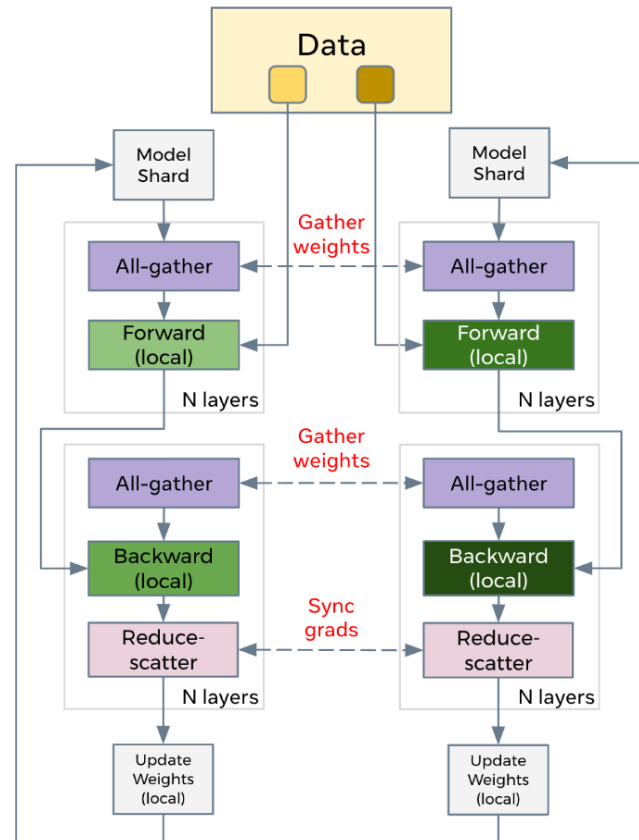 Data
Model
Shard
Model
Shard
Gather
weights
All-gather
All-gather
Forward
(local)
Forward
(local)
N layers
N layers
Gather
weights
All-gather
All-gather
Backward
(local)
Backward
(local)
Sync
grads
Reduce-
scatter
Reduce-
scatter
N layers
N layers
Update
Weights
(local)
Update
Weights
(local)